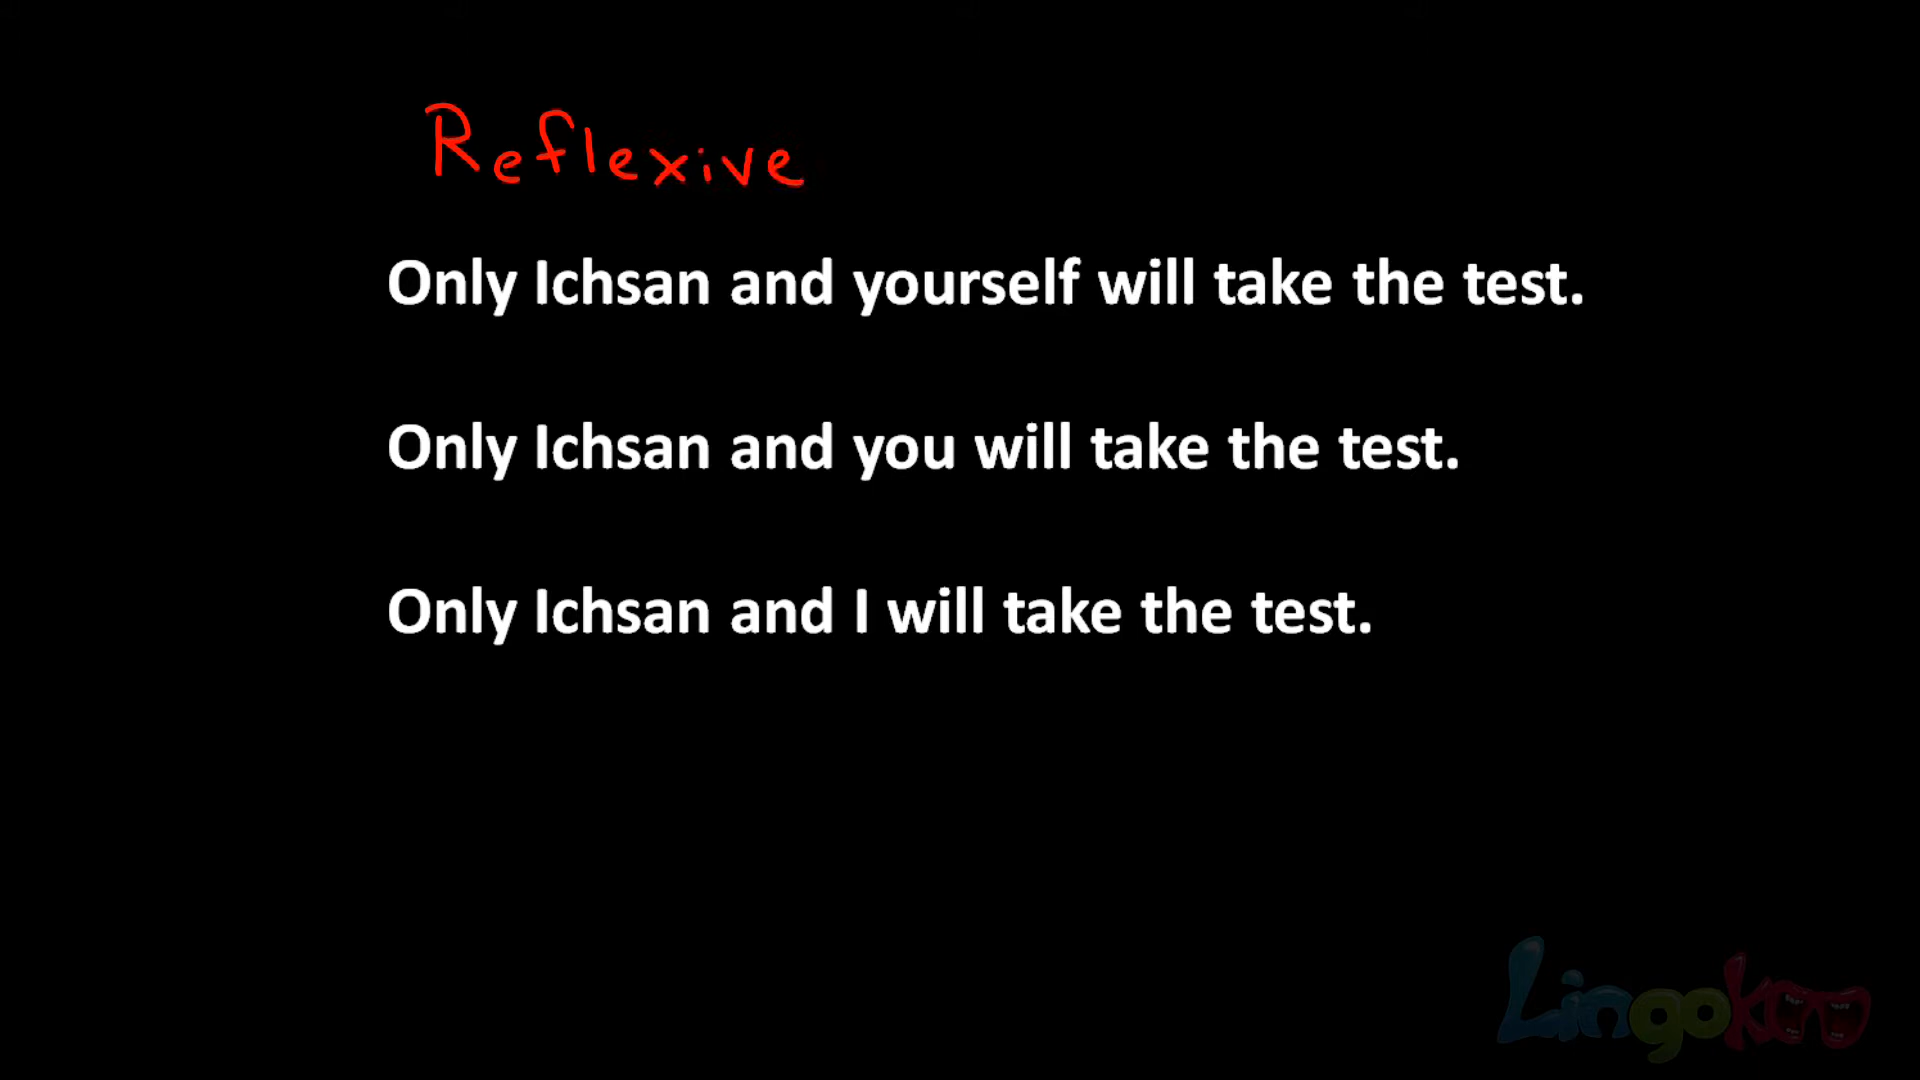 Reflexive
Only Ichsan and yourself will take the test.
Only Ichsan and you will take the test.
Only Ichsan and I will take the test.
Lingokoo